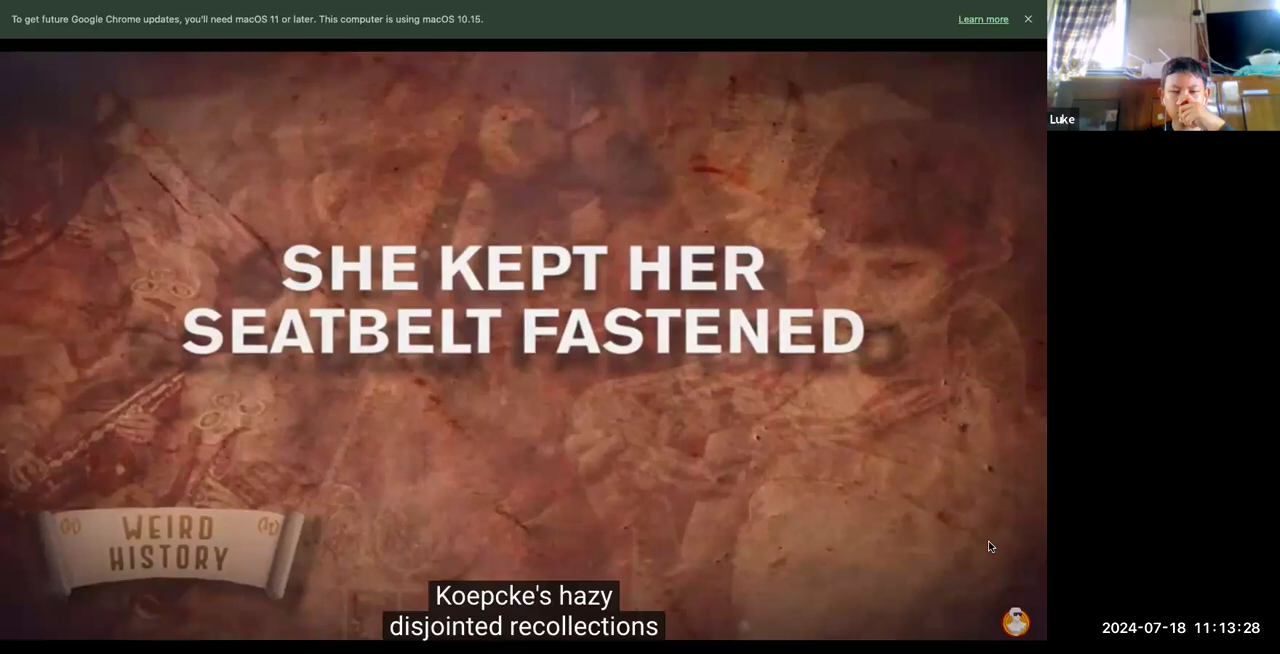 To get future Google Chrome updates, you'll need macOS 11 or later. This computer is using macOS 10.15.
Learn more
Luke
SHE KEPT HER
SEATBELT FASTENED
WEIRD
HISTORY
Koepcke's hazy
disjointed recollections
2024-07-18 11:13:28